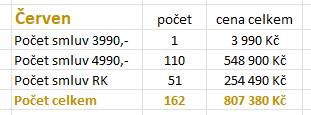 Červen počet cena celkem
Počet smluv 3990,- 1 3 990 Kč
Počet smluv 4990,- 110 548 900 Kč
Počet smluv RK 51 254 490 Kč
Počet celkem 162 807 380 Kč